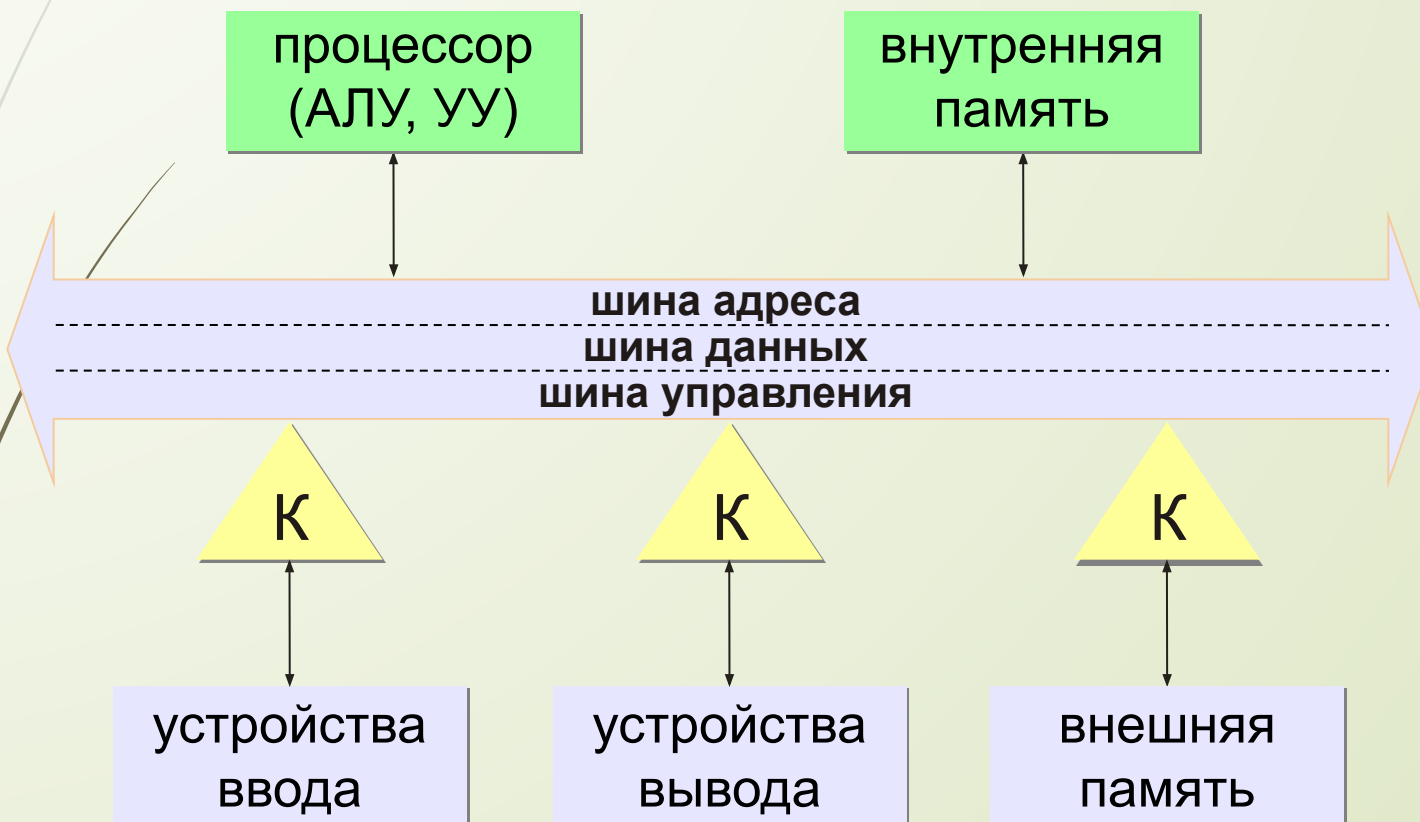 процессор
(АЛУ, УУ)
внутренняя
память
шина адреса
шина данных
шина управления
К
К
К
устройства
ввода
устройства
вывода
внешняя
память